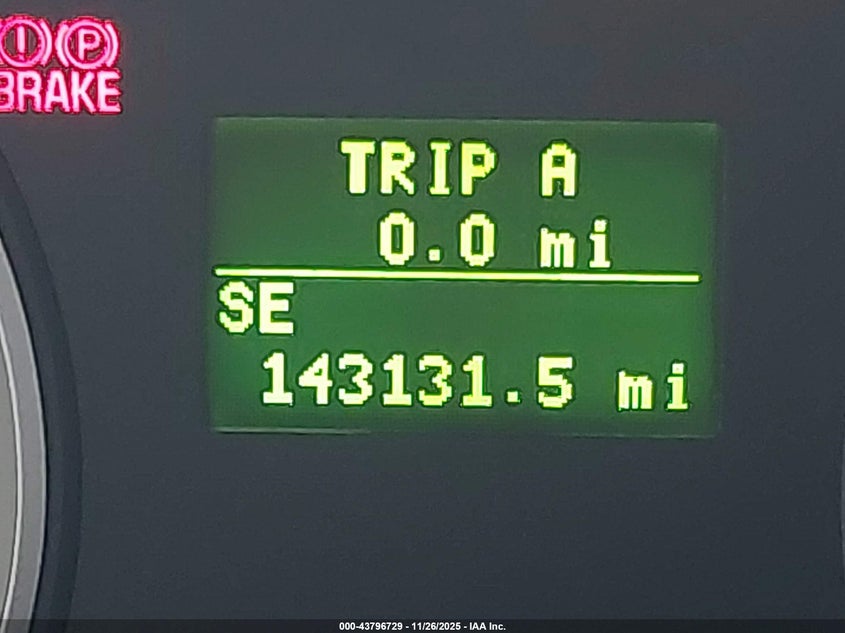 (!) (P)
BRAKE
TRIP A
0.0 mi
SE
143131.5 mi
000-43796729 - 11/26/2025 - IAA Inc.